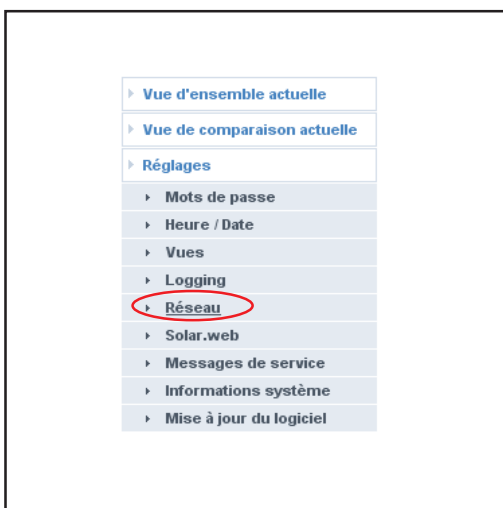 Vue d'ensemble actuelle
Vue de comparaison actuelle
Réglages
Mots de passe
Heure / Date
Vues
Logging
Réseau
Solar.web
Messages de service
Informations système
Mise à jour du logiciel